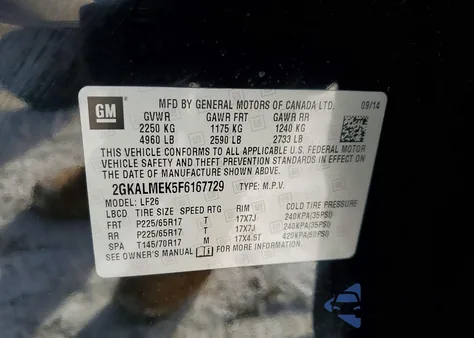 MFD BY GENERAL MOTORS OF CANADA LTD. 09/14
GM
GVWR GAWR FRT GAWR RR
2250 KG 1175 KG 1240 KG
4960 LB 2590 LB 2733 LB
THIS VEHICLE CONFORMS TO ALL APPLICABLE U.S. FEDERAL MOTOR
VEHICLE SAFETY AND THEFT PREVENTION STANDARDS IN EFFECT ON
THE DATE OF MANUFACTURE SHOWN ABOVE.
2GKALMEK5F6167729 TYPE: M.P.V.
MODEL: LF26
LBCD TIRE SIZE SPEED RTG RIM COLD TIRE PRESSURE
FRT P225/65R17 T 17X7J 240KPA(35PSI)
RR P225/65R17 T 17X7J 240KPA(35PSI)
SPA T145/70R17 M 17X4.5T 420KPA(60PSI)
SEE OWNER'S MANUAL FOR MORE INFORMATION.